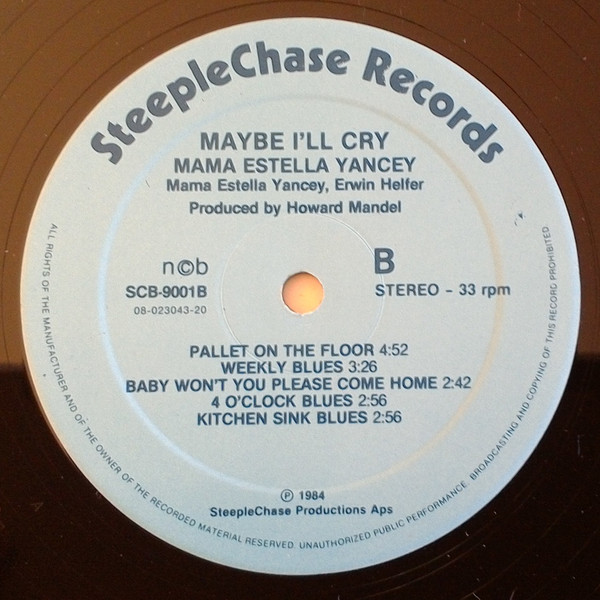 SteepleChase Records
MAYBE I'LL CRY
MAMA ESTELLA YANCEY
Mama Estella Yancey, Erwin Helfer
Produced by Howard Mandel
n©b
B
SCB-9001B
STEREO - 33 rpm
08-023043-20
PALLET ON THE FLOOR 4:52
WEEKLY BLUES 3:26
BABY WON'T YOU PLEASE COME HOME 2:42
4 O'CLOCK BLUES 2:56
KITCHEN SINK BLUES 2:56
℗ 1984
SteepleChase Productions Aps
ALL RIGHTS OF THE MANUFACTURER AND OF THE OWNER OF THE RECORDED MATERIAL RESERVED. UNAUTHORIZED PUBLIC PERFORMANCE. BROADCASTING AND COPYING OF THIS RECORD PROHIBITED